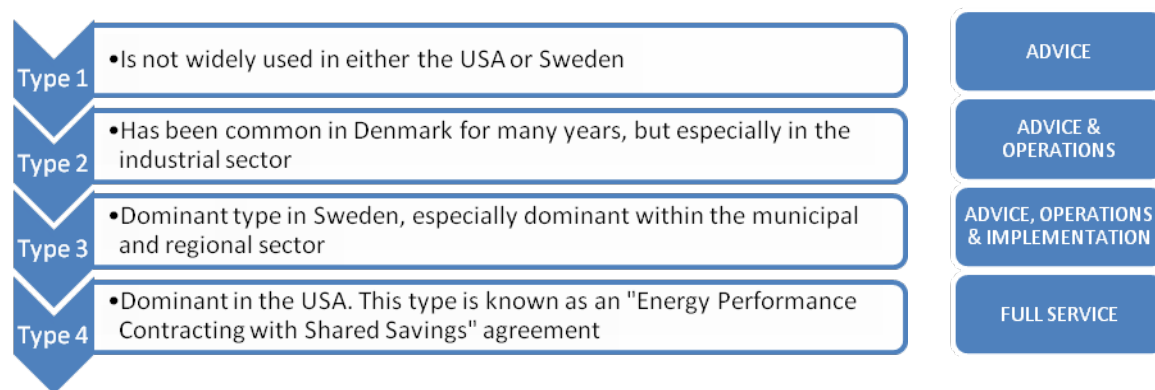 Type 1
•Is not widely used in either the USA or Sweden
ADVICE
Type 2
•Has been common in Denmark for many years, but especially in the
industrial sector
ADVICE &
OPERATIONS
Type 3
•Dominant type in Sweden, especially dominant within the municipal
and regional sector
ADVICE, OPERATIONS
& IMPLEMENTATION
Type 4
•Dominant in the USA. This type is known as an "Energy Performance
Contracting with Shared Savings" agreement
FULL SERVICE